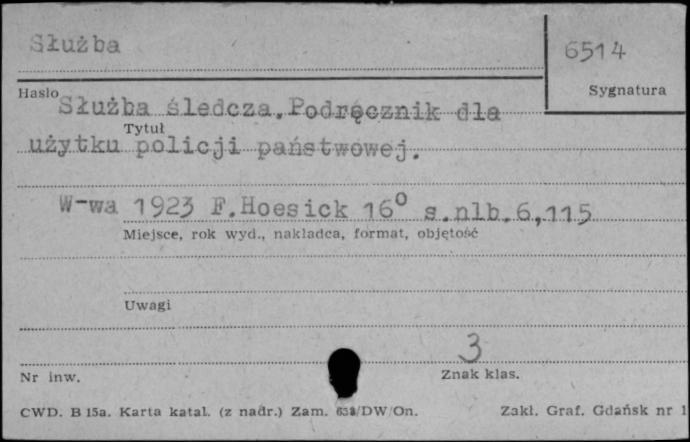 Służba
6514
Hasło
Sygnatura
Służba śledcza.Podręcznik dla
Tytuł
użytku policji państwowej.
W-wa 1923 F.Hoesick 16⁰ s.nlb.6,115
Miejsce, rok wyd., nakładca, format, objętość
Uwagi
3
Nr inw.
Znak klas.
CWD. B 15a. Karta katal. (z nadr.) Zam. /DW/On.
Zakł. Graf. Gdańsk nr 1